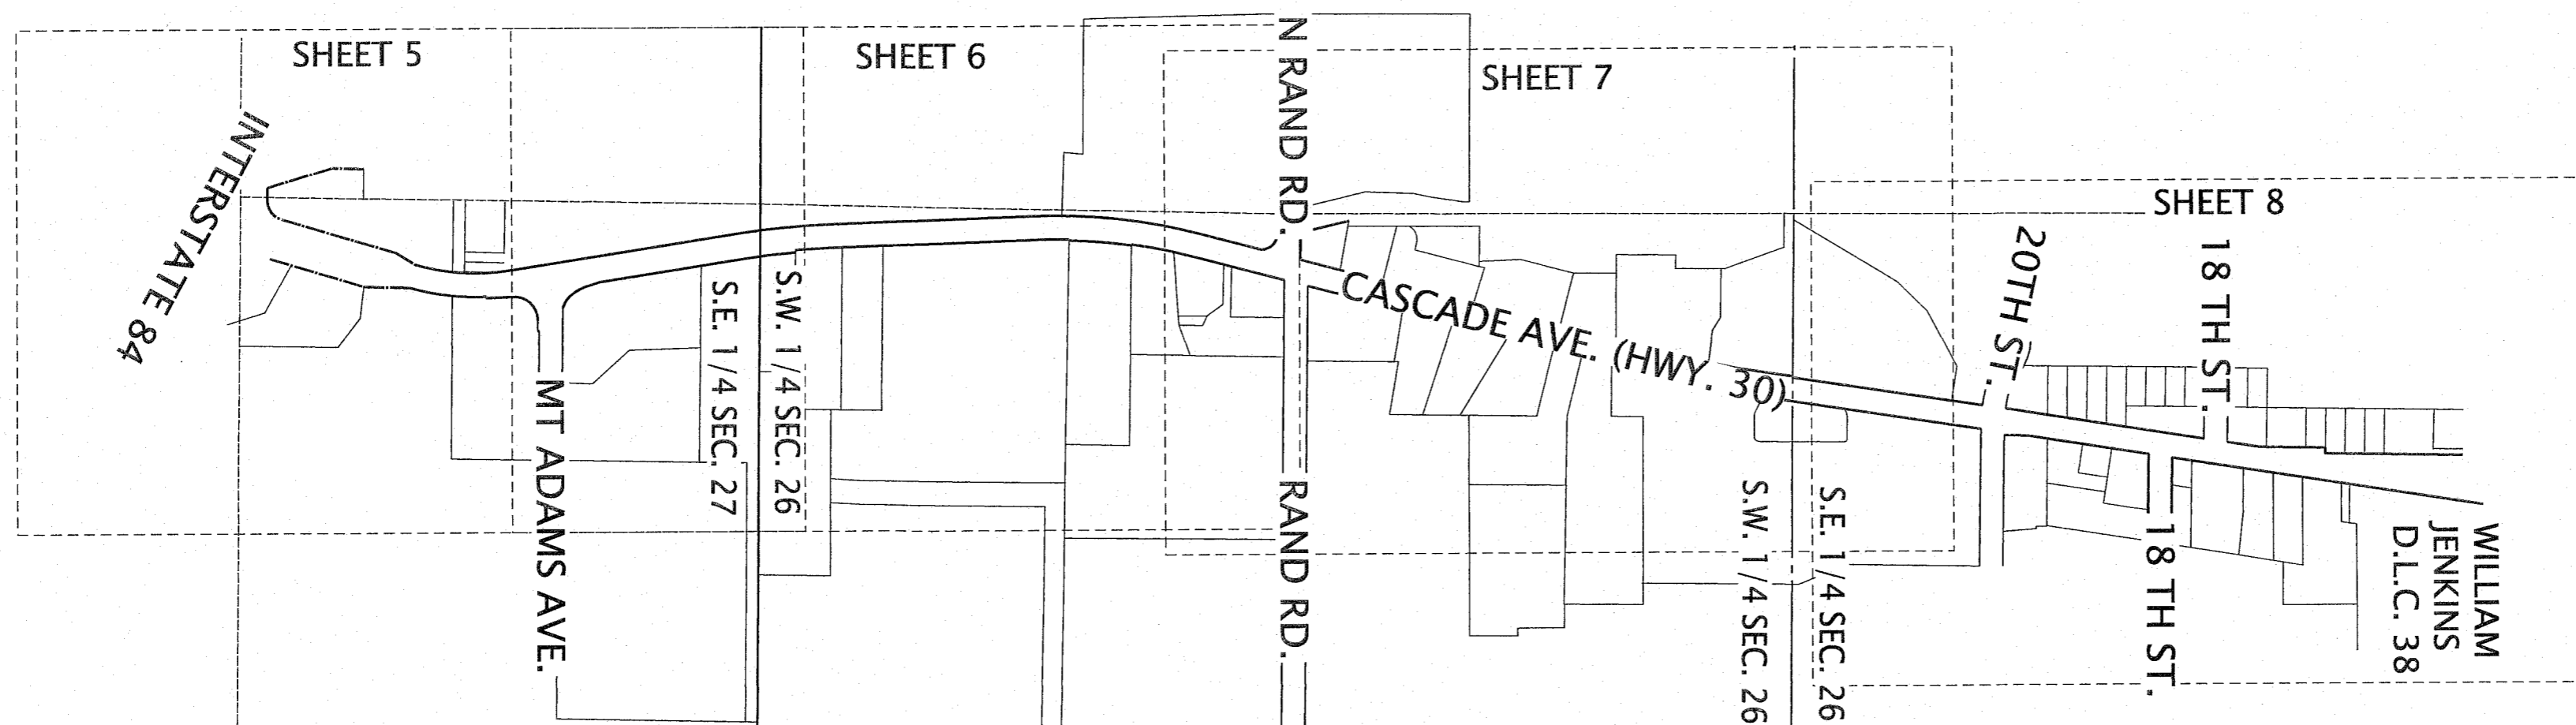 SHEET 5
SHEET 6
SHEET 7
SHEET 8
INTERSTATE 84
N RAND RD.
CASCADE AVE. (HWY. 30)
20TH ST.
18 TH ST.
MT ADAMS AVE.
S.E. 1/4 SEC. 27
S.W. 1/4 SEC. 26
RAND RD.
S.W. 1/4 SEC. 26
S.E. 1/4 SEC. 26
18 TH ST.
WILLIAM
JENKINS
D.L.C. 38